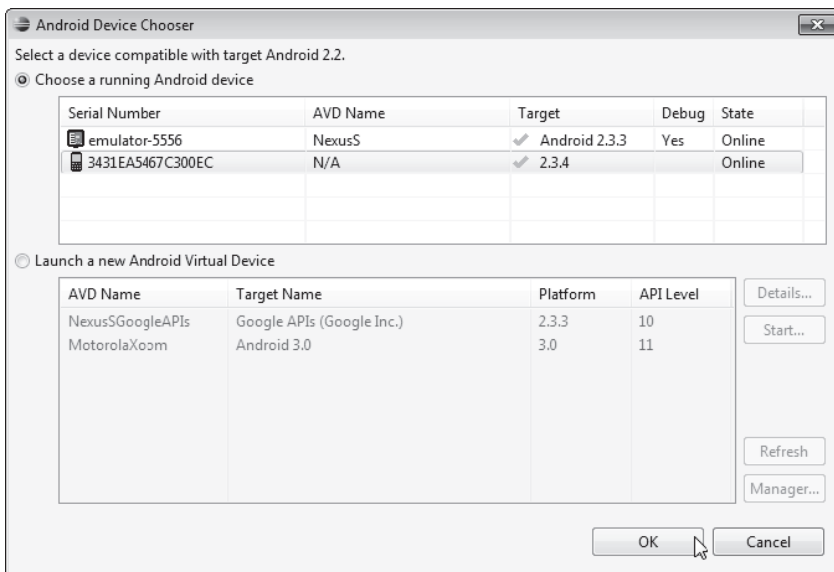 Android Device Chooser
Select a device compatible with target Android 2.2.
Choose a running Android device
Serial Number AVD Name Target Debug State
emulator-5556 NexusS Android 2.3.3 Yes Online
3431EA5467C300EC N/A 2.3.4 Online
Launch a new Android Virtual Device
AVD Name Target Name Platform API Level
NexusSGoogleAPIs Google APIs (Google Inc.) 2.3.3 10
MotorolaXoom Android 3.0 3.0 11
Details...
Start...
Refresh
Manager...
OK Cancel